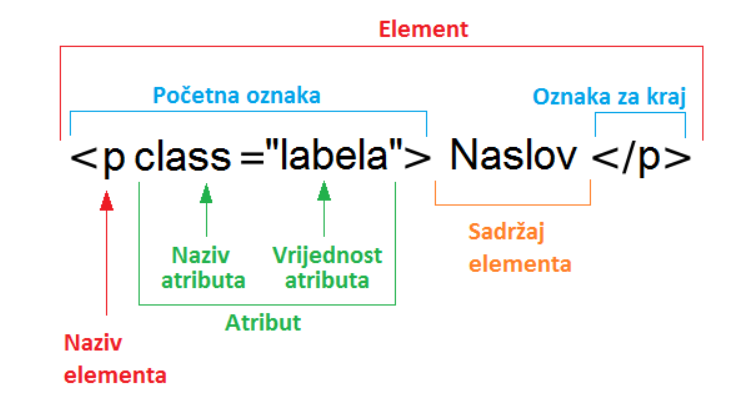 Element
Početna oznaka
Oznaka za kraj
<p class ="labela"> Naslov </p>
Naziv
atributa
Vrijednost
atributa
Sadržaj
elementa
Atribut
Naziv
elementa